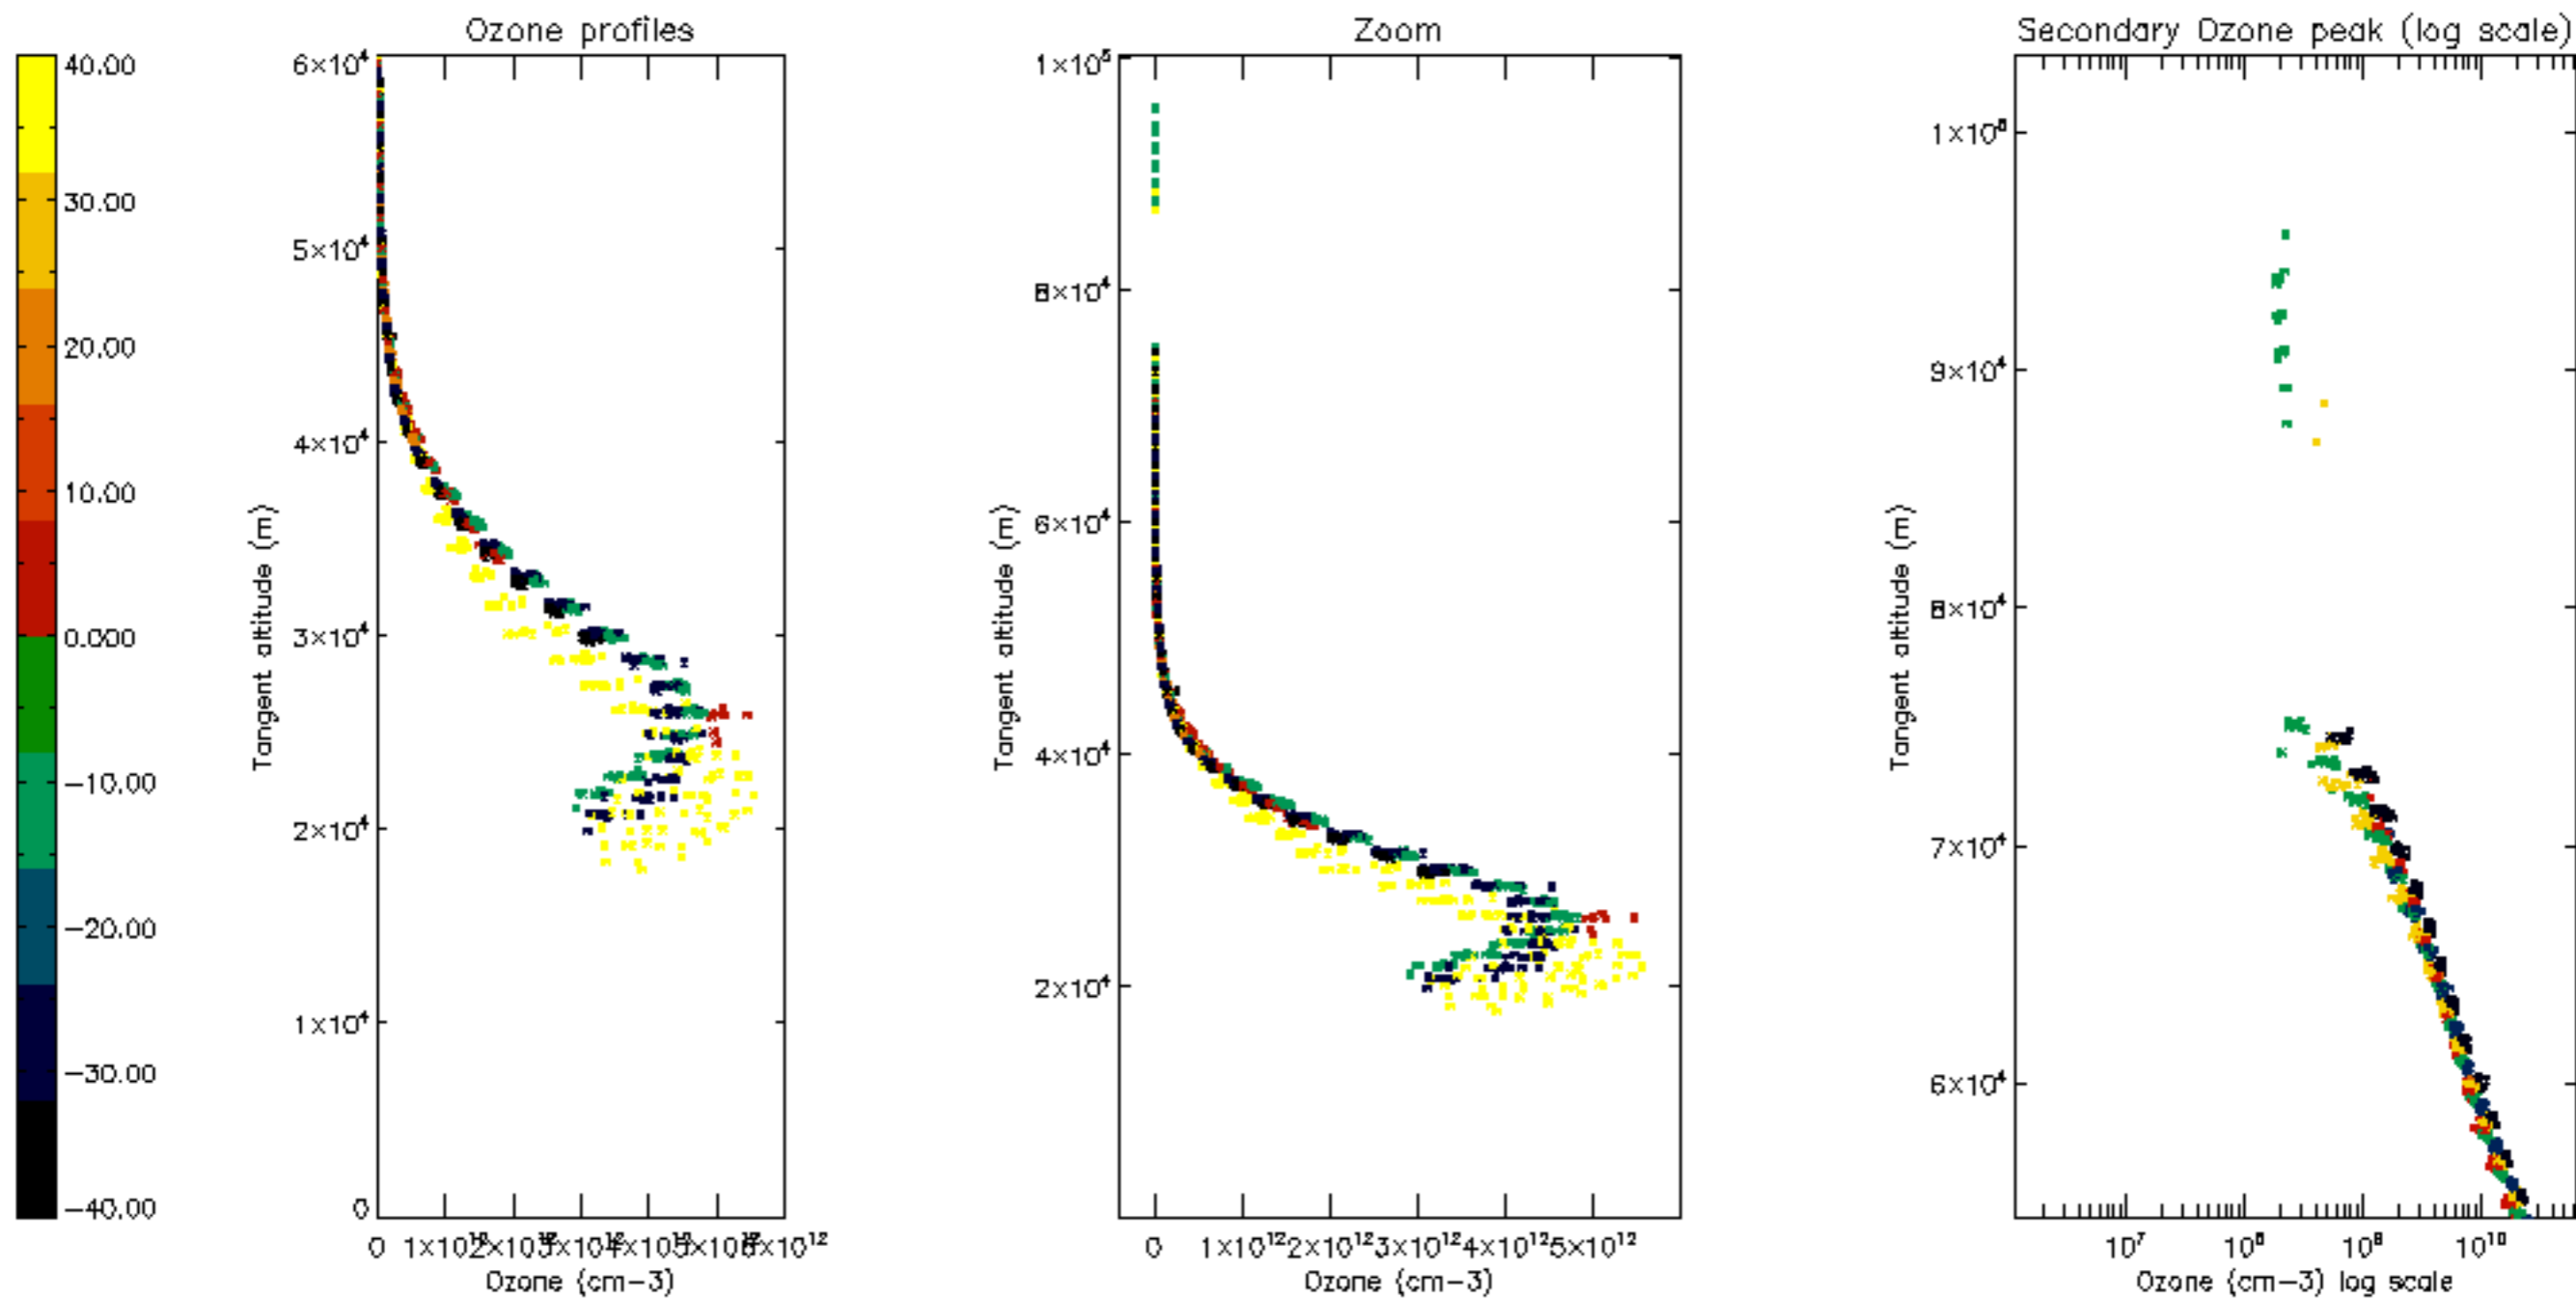 Ozone profiles
Zoom
Secondary Ozone peak (log scale)
40.00
30.00
20.00
10.00
0.00
-10.00
-20.00
-30.00
-40.00
6×10⁴
5×10⁴
4×10⁴
3×10⁴
2×10⁴
1×10⁴
0
Tangent altitude (m)
0
Ozone (cm-3)
1×10⁵
8×10⁴
6×10⁴
4×10⁴
2×10⁴
Tangent altitude (m)
0 1×10¹² 2×10¹² 3×10¹² 4×10¹² 5×10¹²
Ozone (cm-3)
9×10⁴
8×10⁴
7×10⁴
6×10⁴
Tangent altitude (m)
10⁷ 10⁸ 10⁹ 10¹⁰
Ozone (cm-3) log scale